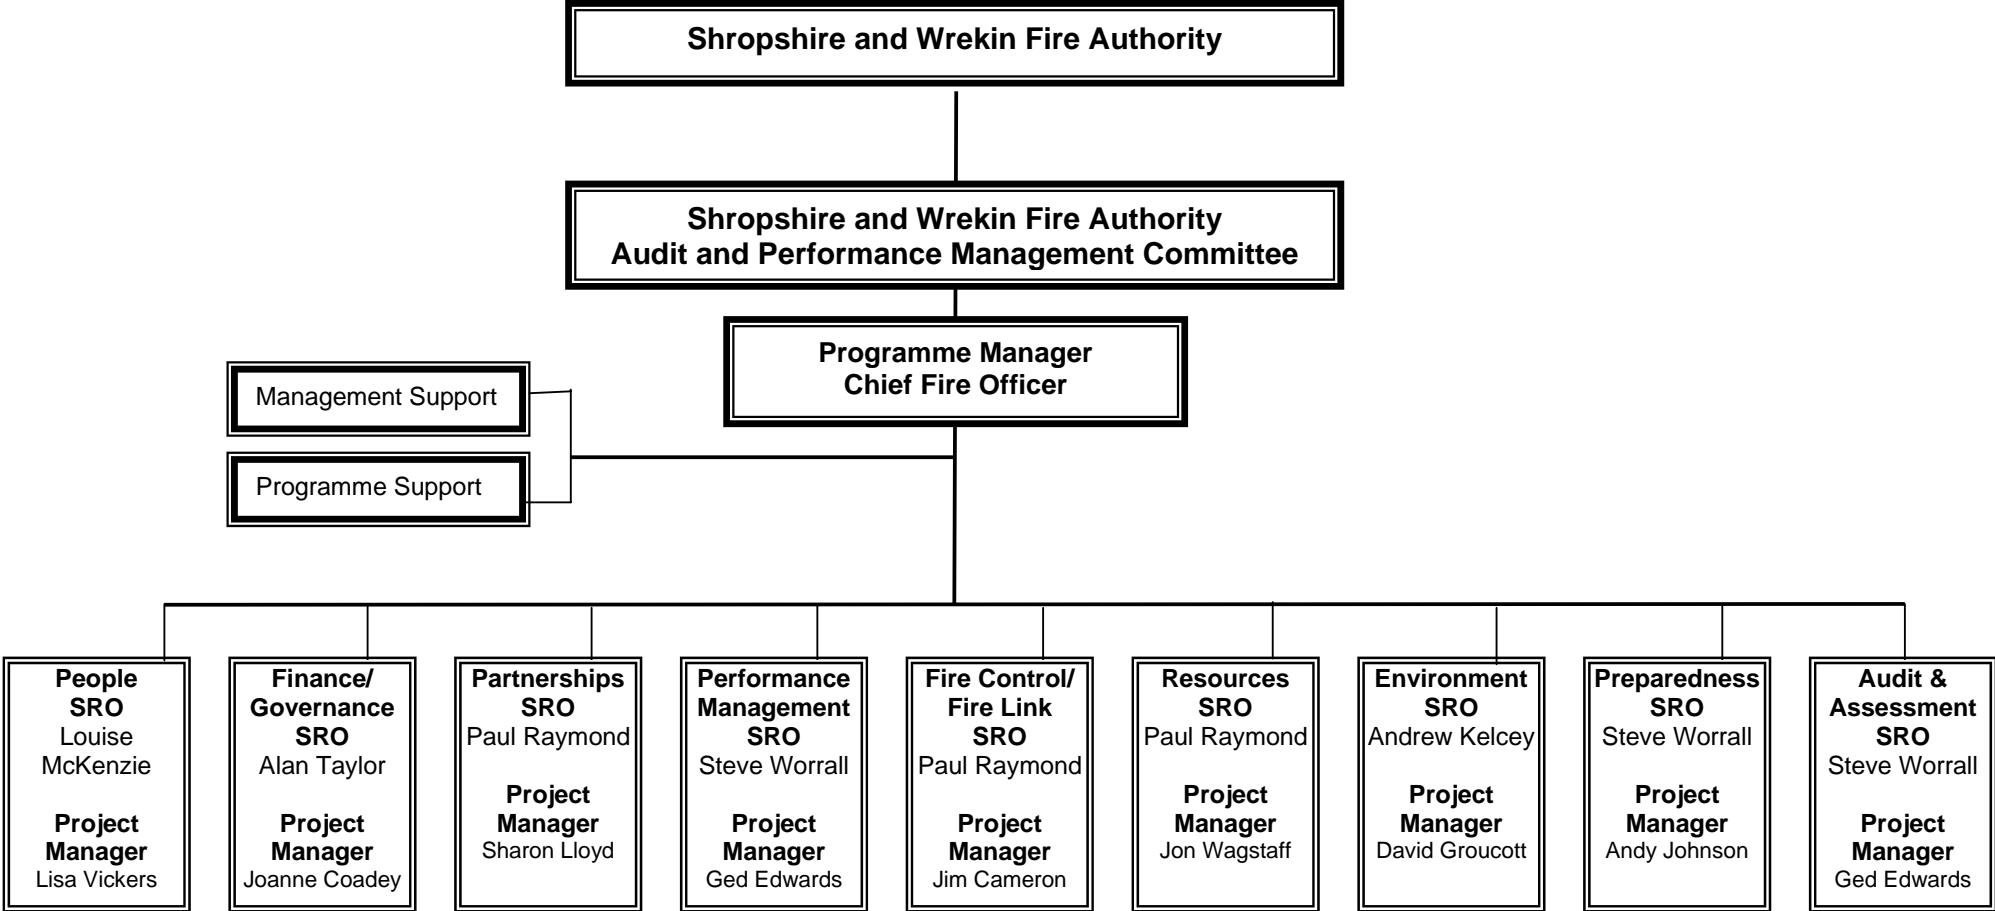 Shropshire and Wrekin Fire Authority
Shropshire and Wrekin Fire Authority
Audit and Performance Management Committee
Programme Manager
Chief Fire Officer
Management Support
Programme Support
People
SRO
Louise
McKenzie
Project
Manager
Lisa Vickers
Finance/
Governance
SRO
Alan Taylor
Project
Manager
Joanne Coadey
Partnerships
SRO
Paul Raymond
Project
Manager
Sharon Lloyd
Performance
Management
SRO
Steve Worrall
Project
Manager
Ged Edwards
Fire Control/
Fire Link
SRO
Paul Raymond
Project
Manager
Jim Cameron
Resources
SRO
Paul Raymond
Project
Manager
Jon Wagstaff
Environment
SRO
Andrew Kelcey
Project
Manager
David Groucott
Preparedness
SRO
Steve Worrall
Project
Manager
Andy Johnson
Audit &
Assessment
SRO
Steve Worrall
Project
Manager
Ged Edwards